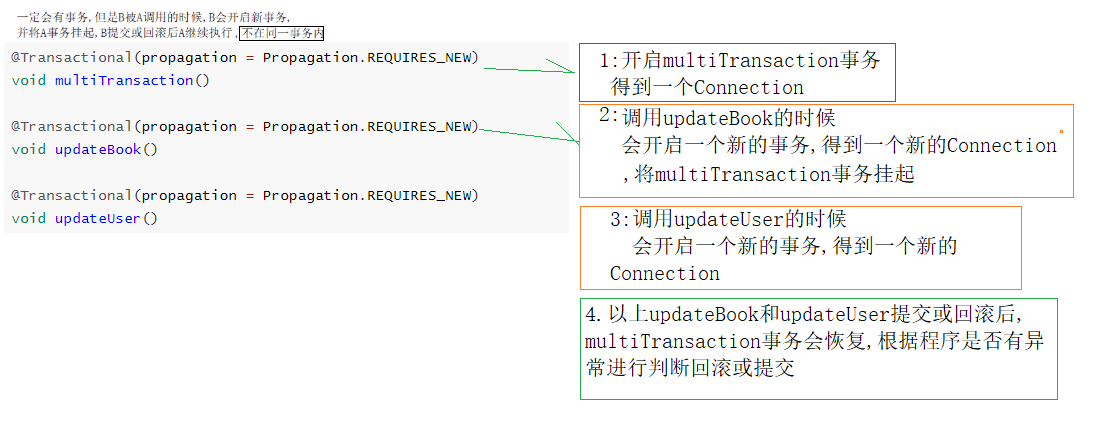 一定会有事务,但是B被A调用的时候,B会开启新事务,
并将A事务挂起,B提交或回滚后A继续执行,不在同一事务内
@Transactional(propagation = Propagation.REQUIRES_NEW)
void multiTransaction()
@Transactional(propagation = Propagation.REQUIRES_NEW)
void updateBook()
@Transactional(propagation = Propagation.REQUIRES_NEW)
void updateUser()
1:开启multiTransaction事务
得到一个Connection
2:调用updateBook的时候
会开启一个新的事务,得到一个新的Connection
,将multiTransaction事务挂起
3:调用updateUser的时候
会开启一个新的事务,得到一个新的
Connection
4.以上updateBook和updateUser提交或回滚后,
multiTransaction事务会恢复,根据程序是否有异
常进行判断回滚或提交